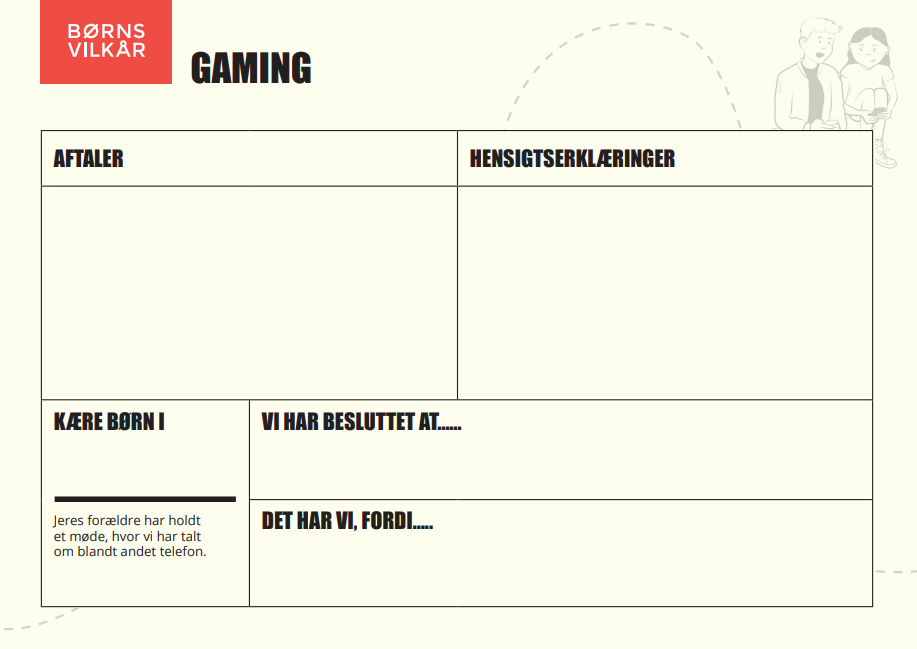 BØRNS
VILKÅR
GAMING
AFTALER
HENSIGTSERKLÆRINGER
KÆRE BØRN I
VI HAR BESLUTTET AT......
Jeres forældre har holdt
et møde, hvor vi har talt
om blandt andet telefon.
DET HAR VI, FORDI.....